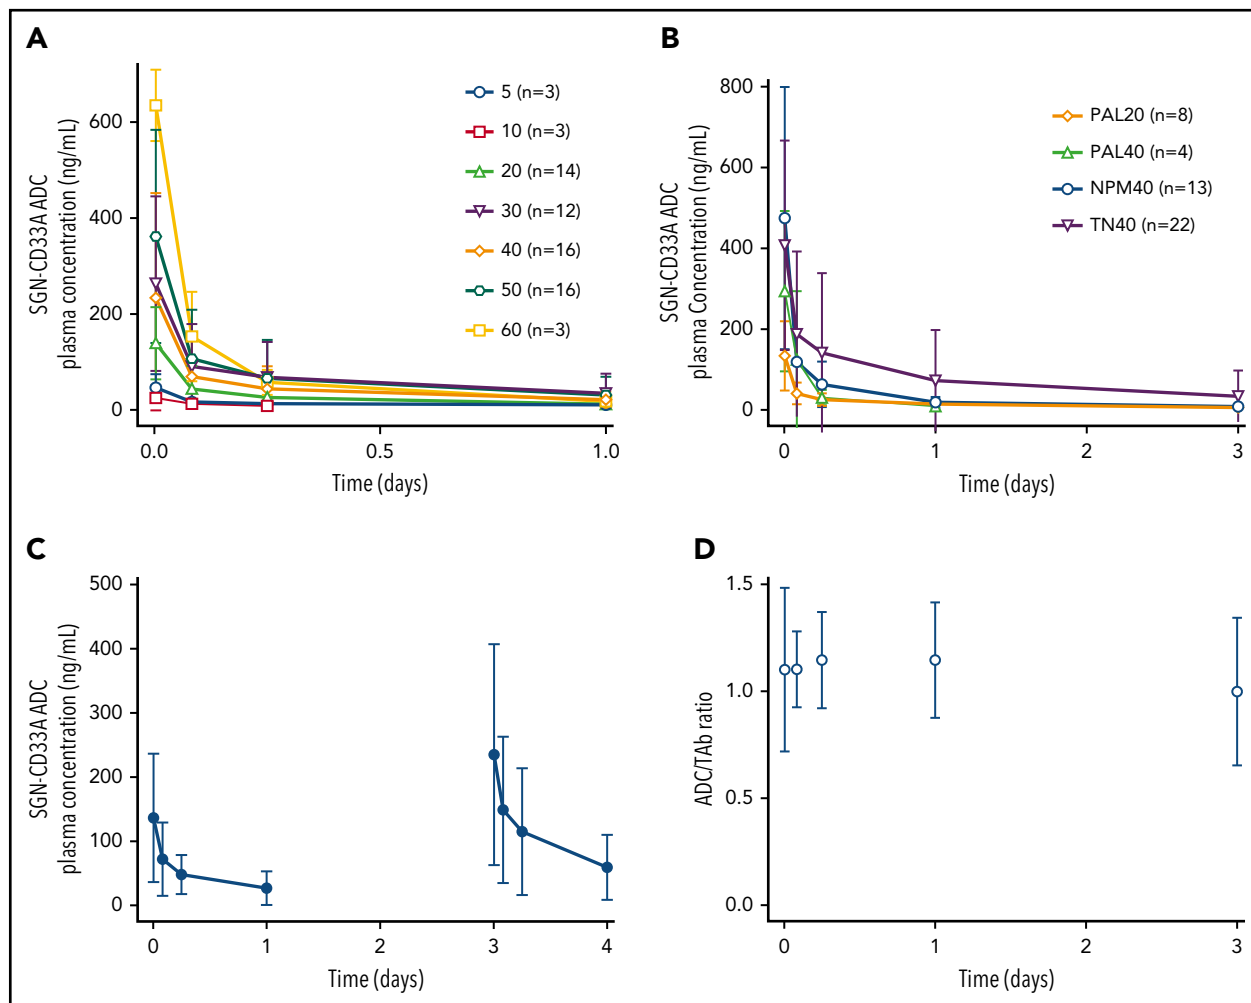 A
SGN-CD33A ADC
plasma concentration (ng/mL)
600
400
200
0
0.0
0.5
1.0
Time (days)
5 (n=3)
10 (n=3)
20 (n=14)
30 (n=12)
40 (n=16)
50 (n=16)
60 (n=3)
B
SGN-CD33A ADC
plasma Concentration (ng/mL)
800
600
400
200
0
0
1
2
3
Time (days)
PAL20 (n=8)
PAL40 (n=4)
NPM40 (n=13)
TN40 (n=22)
C
SGN-CD33A ADC
plasma concentration (ng/mL)
500
400
300
200
100
0
0
1
2
3
4
Time (days)
D
ADC/TAb ratio
1.5
1.0
0.5
0.0
0
1
2
3
Time (days)